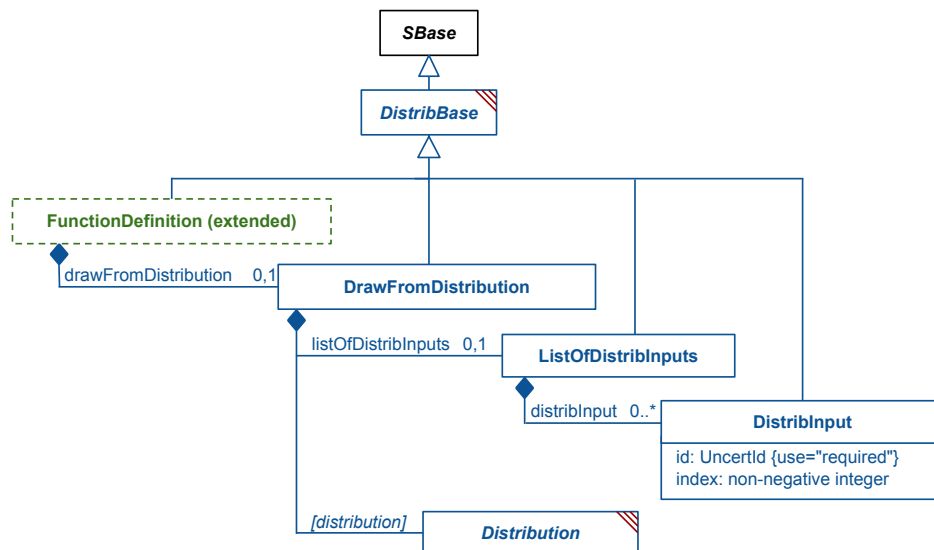 SBase
DistribBase
FunctionDefinition (extended)
drawFromDistribution 0,1
DrawFromDistribution
listOfDistribInputs 0,1
ListOfDistribInputs
distribInput 0..*
DistribInput
id: UncertId {use="required"}
index: non-negative integer
[distribution]
Distribution